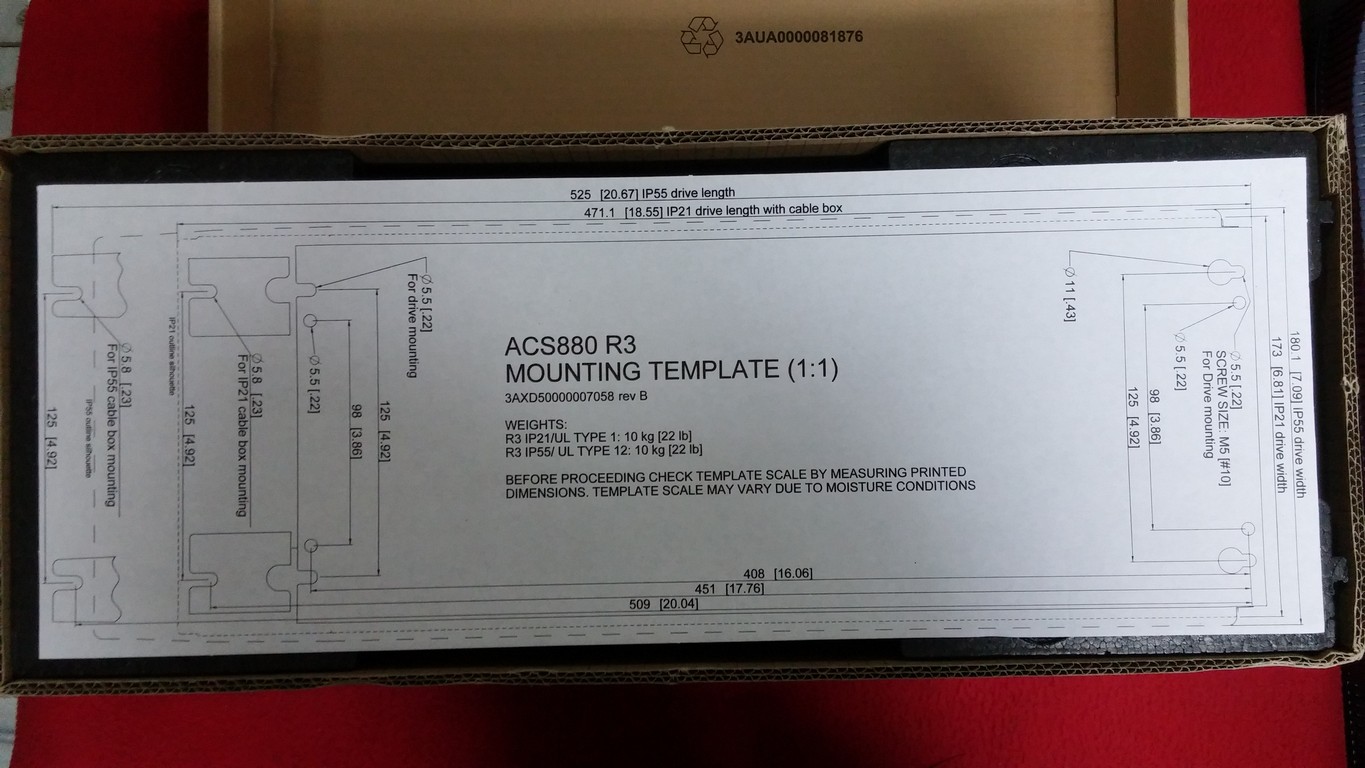 3AUA0000081876
525 [20.67] IP55 drive length
471.1 [18.55] IP21 drive length with cable box
Ø 5.5 [.22]
For drive mounting
Ø 11 [.43]
Ø 5.5 [.22]
Ø 5.5 [.22]
SCREW SIZE: M5 [#10]
For Drive mounting
180.1 [7.09] IP55 drive width
173 [6.81] IP21 drive width
98 [3.86]
125 [4.92]
ACS880 R3
MOUNTING TEMPLATE (1:1)
3AXD50000007058 rev B
WEIGHTS:
R3 IP21/UL TYPE 1: 10 kg [22 lb]
R3 IP55/ UL TYPE 12: 10 kg [22 lb]
BEFORE PROCEEDING CHECK TEMPLATE SCALE BY MEASURING PRINTED
DIMENSIONS. TEMPLATE SCALE MAY VARY DUE TO MOISTURE CONDITIONS
Ø 5.5 [.22]
98 [3.86]
125 [4.92]
Ø 5.8 [.23]
For IP21 cable box mounting
125 [4.92]
IP21 outline silhouette
Ø 5.8 [.23]
For IP55 cable box mounting
IP55 outline silhouette
125 [4.92]
408 [16.06]
451 [17.76]
509 [20.04]